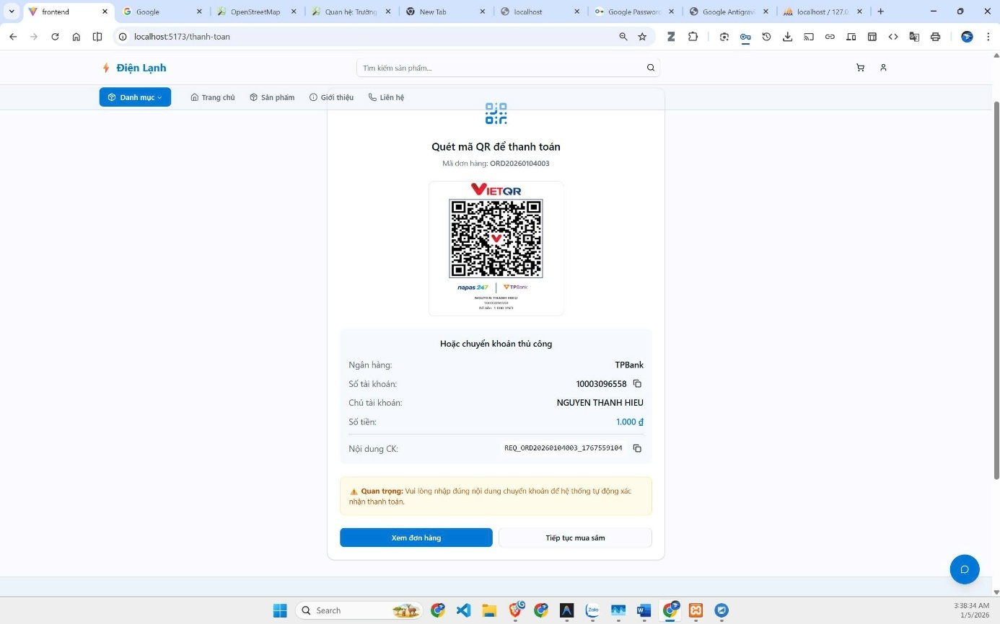 frontend
Google
OpenStreetMap
Quan hệ: Trường
New Tab
localhost
Google Passwor
Google Antigravi
localhost / 127.0.
localhost:5173/thanh-toan
Điện Lạnh
Tìm kiếm sản phẩm...
Danh mục
Trang chủ
Sản phẩm
Giới thiệu
Liên hệ
Quét mã QR để thanh toán
Mã đơn hàng: ORD20260104003
VIETQR
napas 247
TPBank
NGUYEN THANH HIEU
10003096558
Số tiền: 1.000 VND
Hoặc chuyển khoản thủ công
Ngân hàng: TPBank
Số tài khoản: 10003096558
Chủ tài khoản: NGUYEN THANH HIEU
Số tiền: 1.000 ₫
Nội dung CK: REQ_ORD20260104003_1767559104
⚠️ Quan trọng: Vui lòng nhập đúng nội dung chuyển khoản để hệ thống tự động xác
nhận thanh toán.
Xem đơn hàng
Tiếp tục mua sắm
Search
Zalo
3:38:34 AM
1/5/2026